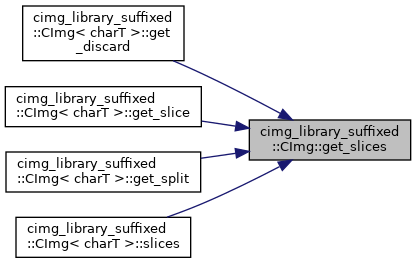 cimg_library_suffixed
::CImg< charT >::get
_discard
cimg_library_suffixed
::CImg< charT >::get_slice
cimg_library_suffixed
::CImg::get_slices
cimg_library_suffixed
::CImg< charT >::get_split
cimg_library_suffixed
::CImg< charT >::slices